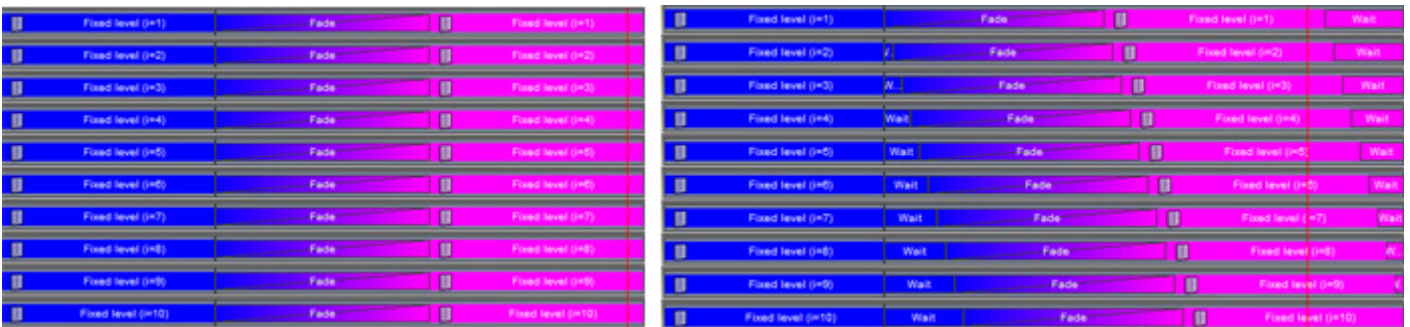 Fixed level (i=1) Fade Fixed level (i=1)
Fixed level (i=2) Fade Fixed level (i=2)
Fixed level (i=3) Fade Fixed level (i=3)
Fixed level (i=4) Fade Fixed level (i=4)
Fixed level (i=5) Fade Fixed level (i=5)
Fixed level (i=6) Fade Fixed level (i=6)
Fixed level (i=7) Fade Fixed level (i=7)
Fixed level (i=8) Fade Fixed level (i=8)
Fixed level (i=9) Fade Fixed level (i=9)
Fixed level (i=10) Fade Fixed level (i=10)
Fixed level (i=1) Fade Fixed level (i=1) Wait
Fixed level (i=2) Fade Fixed level (i=2) Wait
Fixed level (i=3) W... Fade Fixed level (i=3) Wait
Fixed level (i=4) Wait Fade Fixed level (i=4) Wait
Fixed level (i=5) Wait Fade Fixed level (i=5) Wait
Fixed level (i=6) Wait Fade Fixed level (i=6) Wait
Fixed level (i=7) Wait Fade Fixed level (i=7) Wait
Fixed level (i=8) Wait Fade Fixed level (i=8) W...
Fixed level (i=9) Wait Fade Fixed level (i=9)
Fixed level (i=10) Wait Fade Fixed level (i=10)